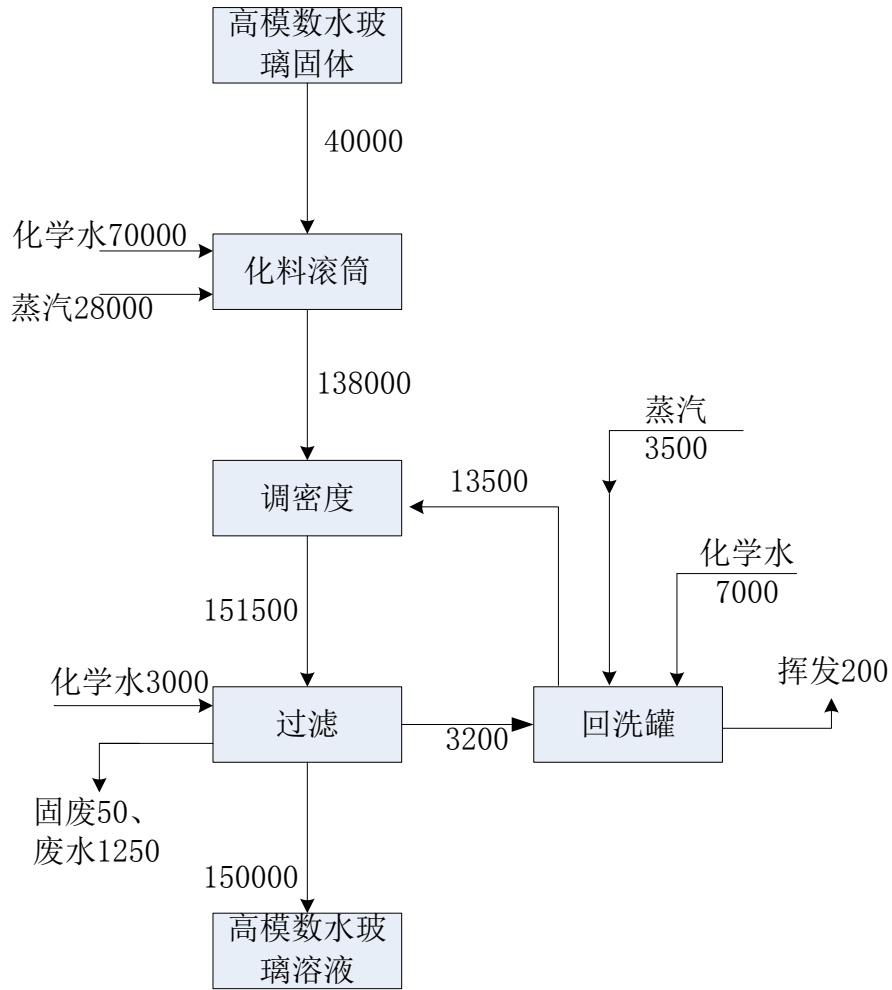 高模数水玻
璃固体
40000
化学水70000
化料滚筒
蒸汽28000
138000
蒸汽
3500
13500
调密度
化学水
7000
151500
挥发200
化学水3000
过滤
3200
回洗罐
固废50、
废水1250
150000
高模数水玻
璃溶液